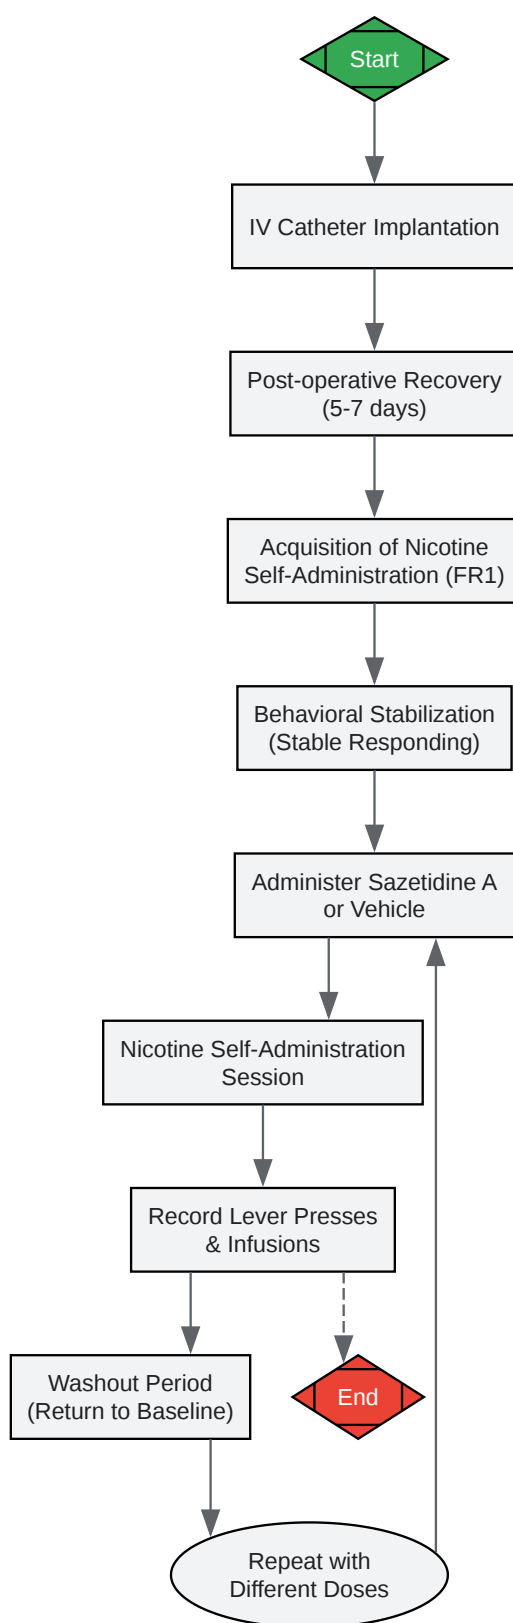 Start
IV Catheter Implantation
Post-operative Recovery
(5-7 days)
Acquisition of Nicotine
Self-Administration (FR1)
Behavioral Stabilization
(Stable Responding)
Administer Sazetidine A
or Vehicle
Nicotine Self-Administration
Session
Record Lever Presses
& Infusions
Washout Period
(Return to Baseline)
End
Repeat with
Different Doses